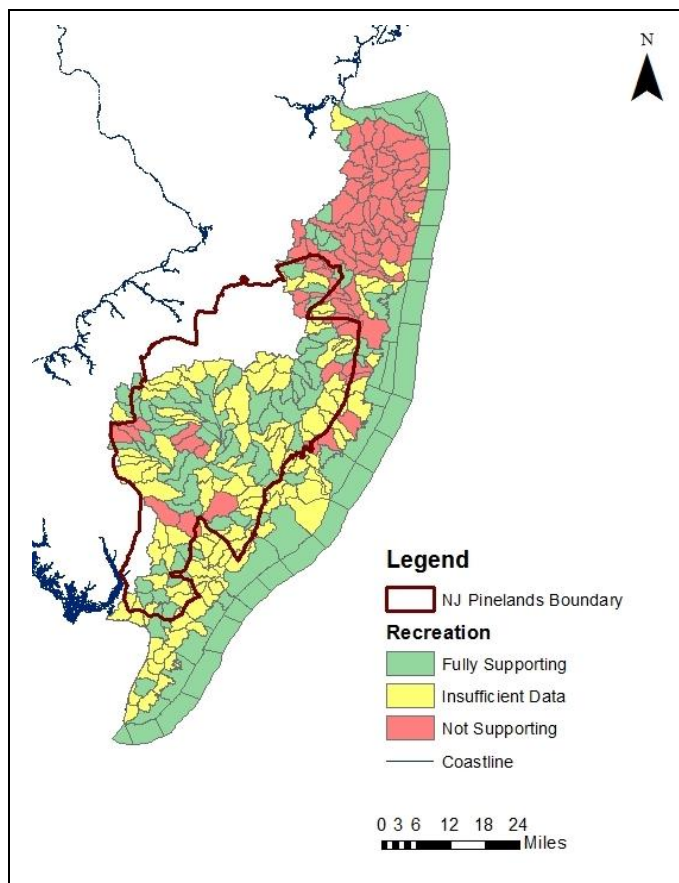 N
Legend
NJ Pinelands Boundary
Recreation
Fully Supporting
Insufficient Data
Not Supporting
Coastline
0 3 6 12 18 24
Miles